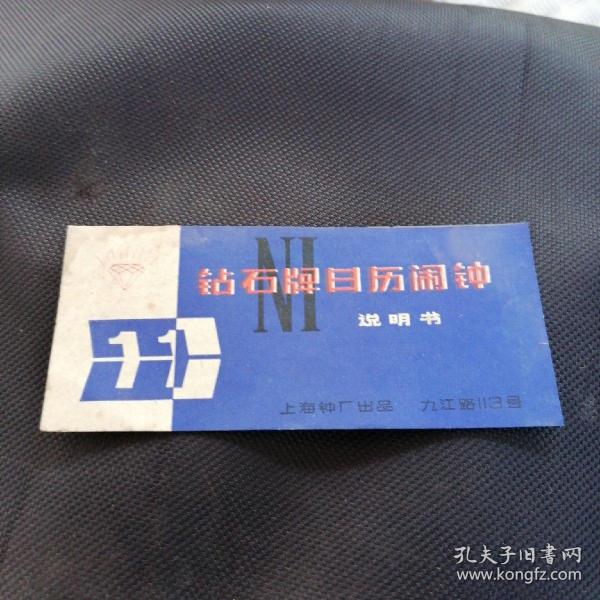 NI
钻石牌日历闹钟
说明书
11
上海钟厂出品 九江路113号
孔夫子旧書网
www.kongfz.com